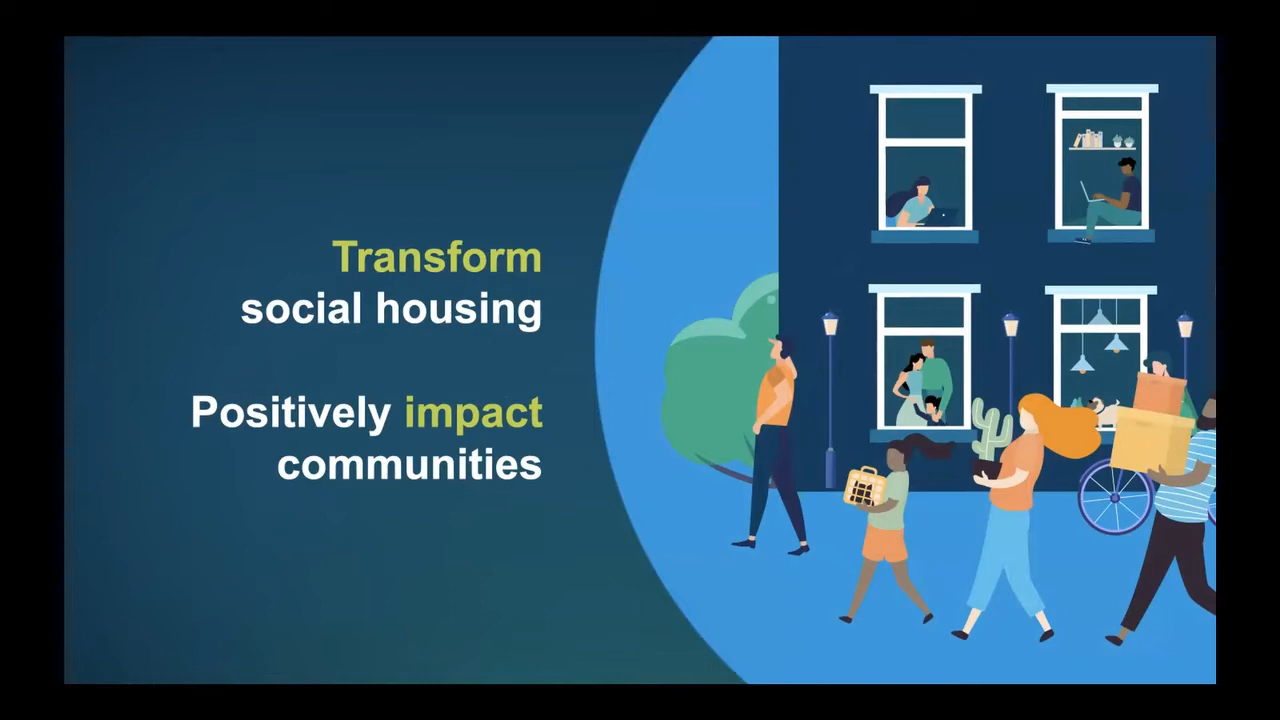 Transform
social housing
Positively impact
communities